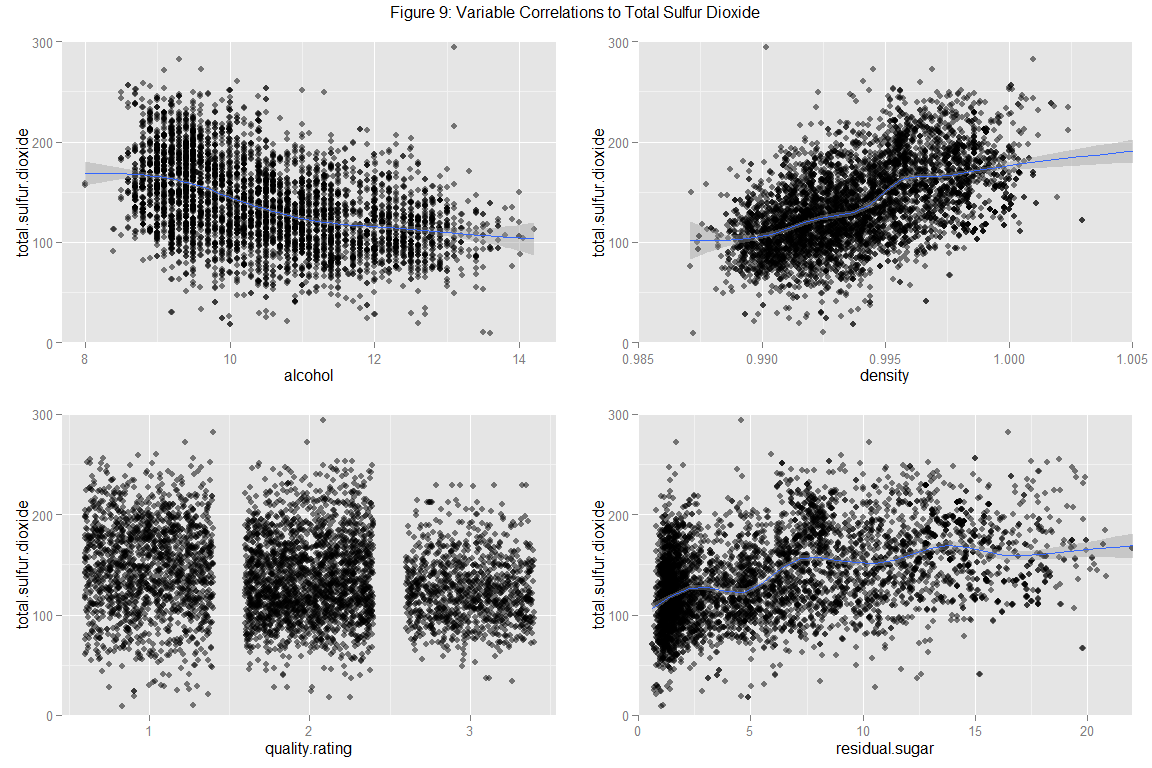 Figure 9: Variable Correlations to Total Sulfur Dioxide
total.sulfur.dioxide
300
200
100
0
8 10 12 14
alcohol
total.sulfur.dioxide
300
200
100
0
0.985 0.990 0.995 1.000 1.005
density
total.sulfur.dioxide
300
200
100
0
1 2 3
quality.rating
total.sulfur.dioxide
300
200
100
0
0 5 10 15 20
residual.sugar